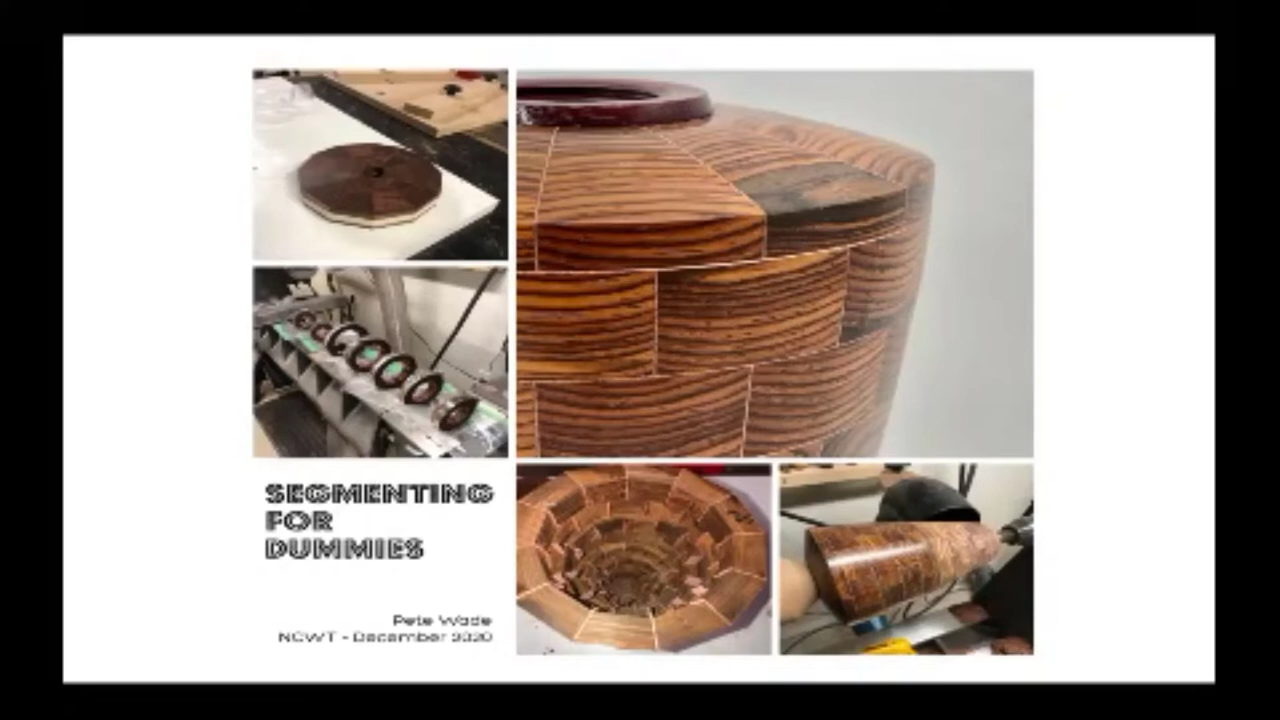 SEGMENTING
FOR
DUMMIES
Pete Wade
NCWT - December 2020